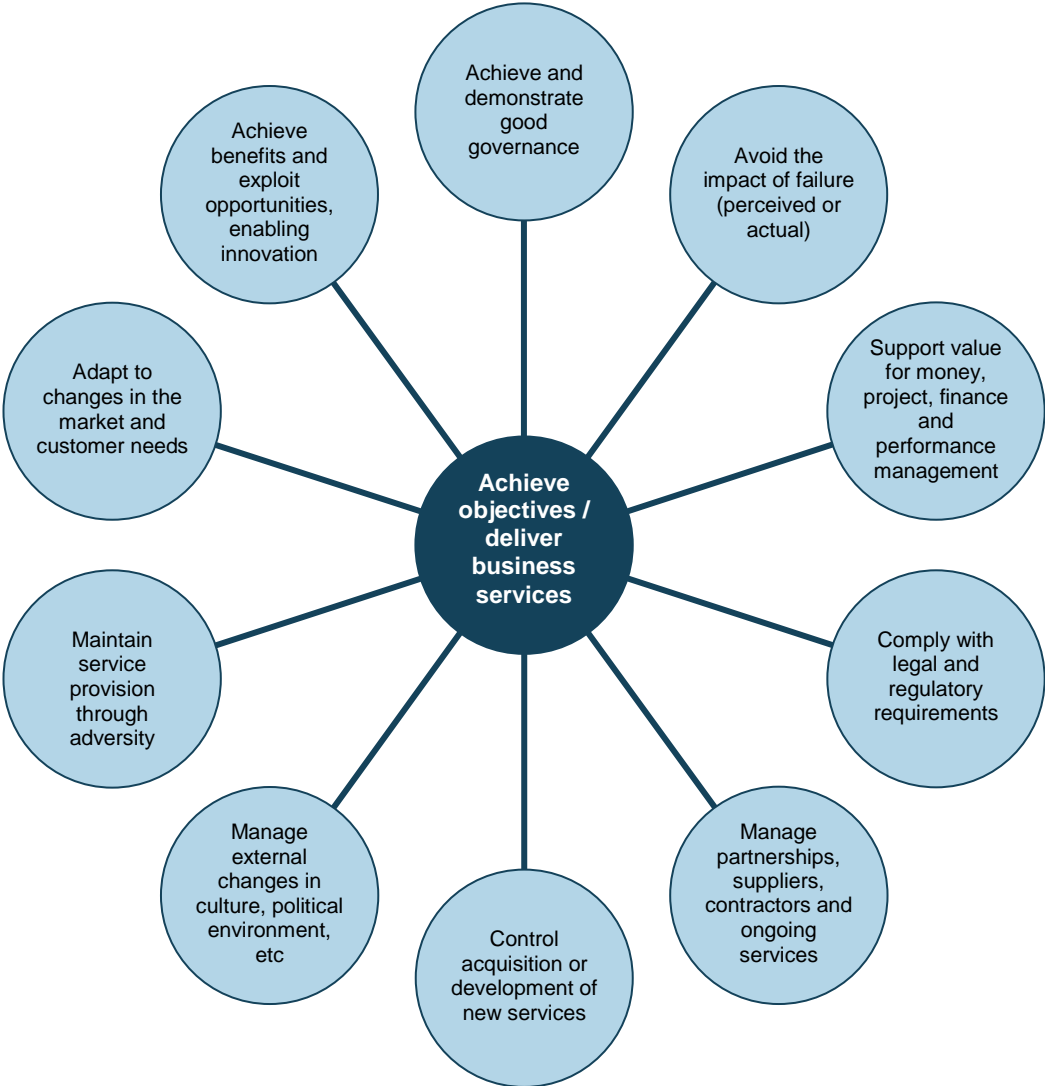 Achieve and
demonstrate
good
governance
Avoid the
impact of failure
(perceived or
actual)
Support value
for money,
project, finance
and
performance
management
Comply with
legal and
regulatory
requirements
Manage
partnerships,
suppliers,
contractors and
ongoing
services
Control
acquisition or
development of
new services
Manage
external
changes in
culture, political
environment,
etc
Maintain
service
provision
through
adversity
Adapt to
changes in the
market and
customer needs
Achieve
benefits and
exploit
opportunities,
enabling
innovation
Achieve
objectives /
deliver
business
services